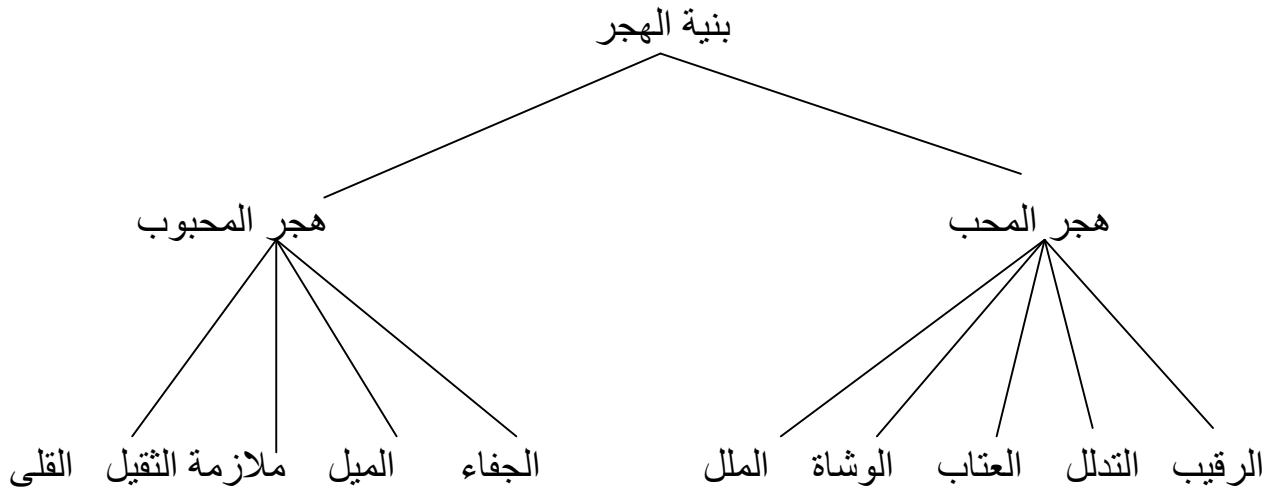 بنية الهجر
هجر المحب هجر المحبوب
الرقيب التدلل العتاب الوشاة الملل الجفاء الميل ملازمة الثقيل القلى